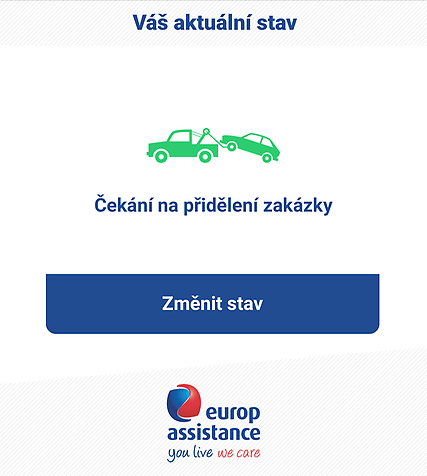 Váš aktuální stav
Čekání na přidělení zakázky
Změnit stav
europ
assistance
you live we care